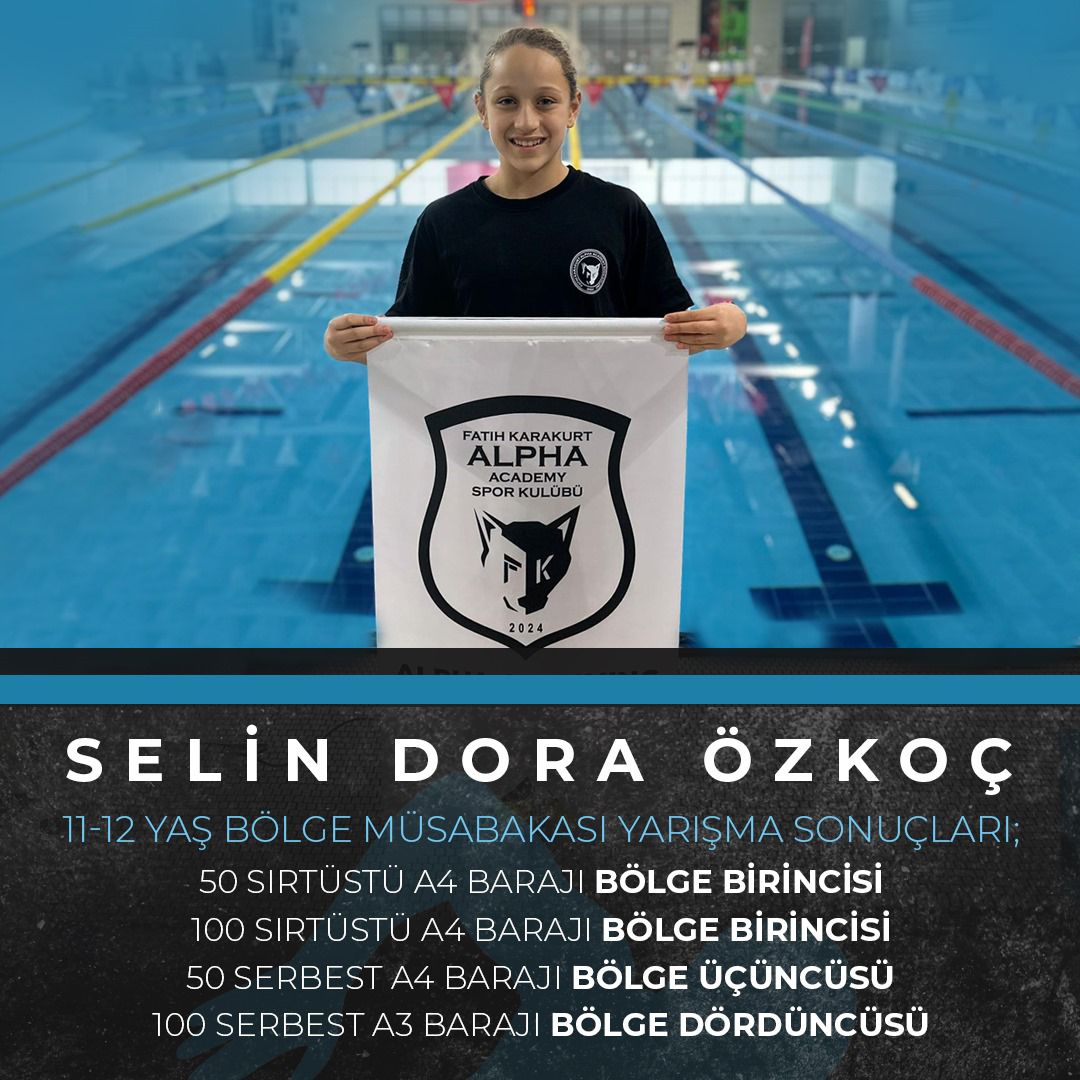 FATIH KARAKURT
ALPHA
ACADEMY
SPOR KULÜBÜ
F K
2024
SELİN DORA ÖZKOÇ
11-12 YAŞ BÖLGE MÜSABAKASI YARIŞMA SONUÇLARI;
50 SIRTÜSTÜ A4 BARAJI BÖLGE BİRİNCİSİ
100 SIRTÜSTÜ A4 BARAJI BÖLGE BİRİNCİSİ
50 SERBEST A4 BARAJI BÖLGE ÜÇÜNCÜSÜ
100 SERBEST A3 BARAJI BÖLGE DÖRDÜNCÜSÜ